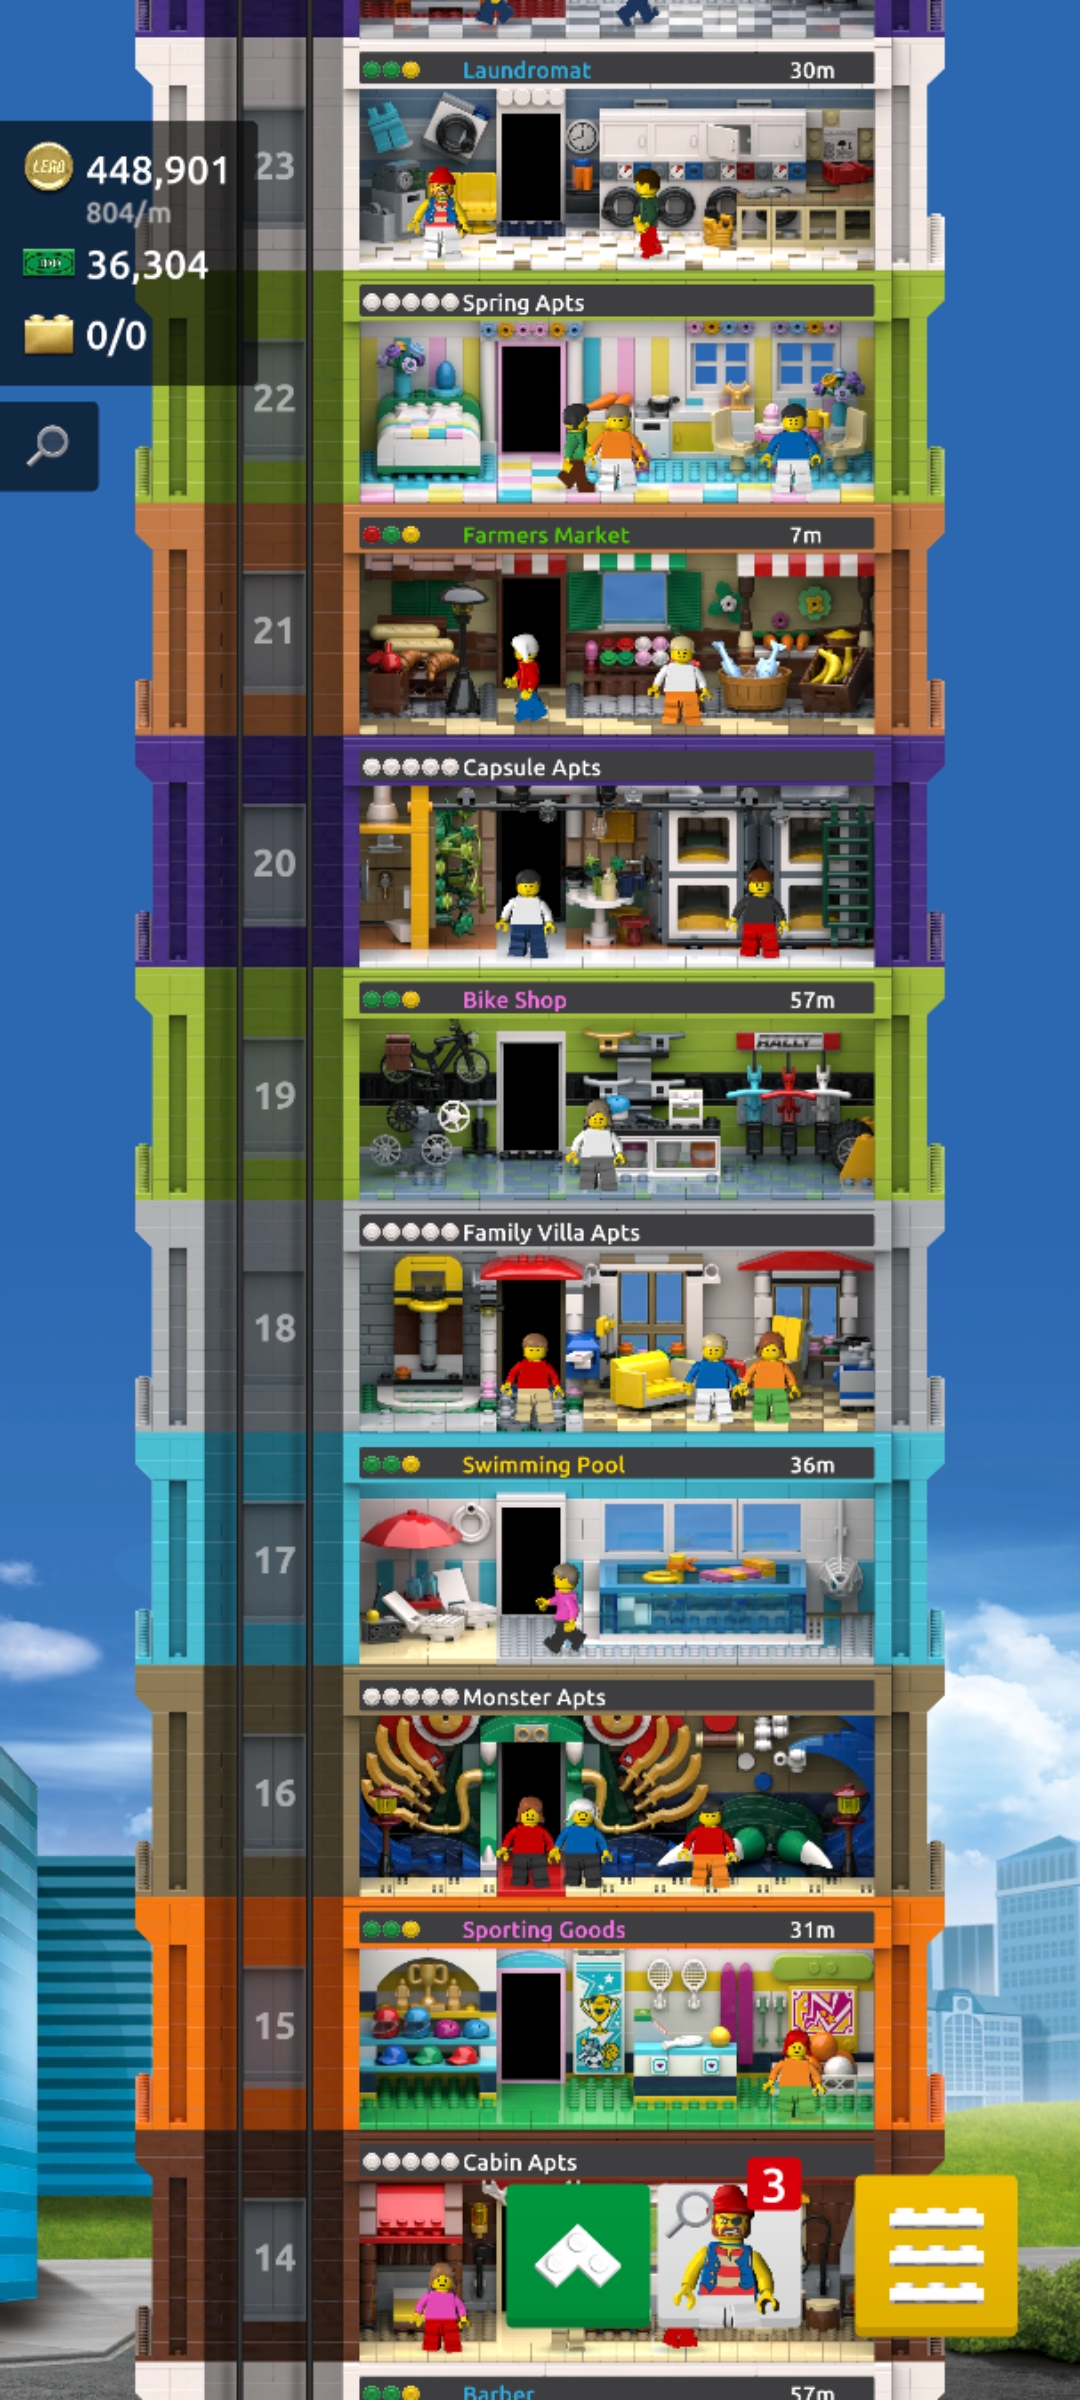 Laundromat 30m
23
LEGO 448,901
804/m
36,304
0/0
Spring Apts
22
Farmers Market 7m
21
Capsule Apts
20
Bike Shop 57m
RALLY
19
Family Villa Apts
18
Swimming Pool 36m
17
Monster Apts
16
Sporting Goods 31m
15
Cabin Apts
3
14
Barber 57m